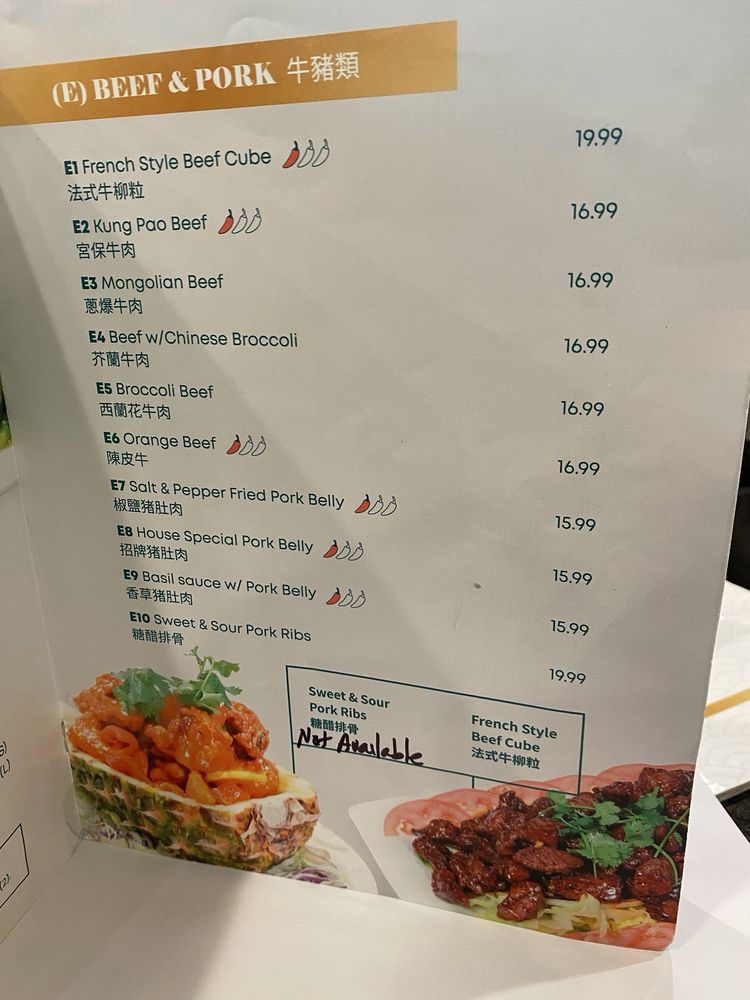 (E) BEEF & PORK 牛豬類
E1 French Style Beef Cube 19.99
法式牛柳粒
E2 Kung Pao Beef 16.99
宮保牛肉
E3 Mongolian Beef 16.99
蔥爆牛肉
E4 Beef w/Chinese Broccoli 16.99
芥蘭牛肉
E5 Broccoli Beef 16.99
西蘭花牛肉
E6 Orange Beef 16.99
陳皮牛
E7 Salt & Pepper Fried Pork Belly 15.99
椒鹽猪肚肉
E8 House Special Pork Belly 15.99
招牌猪肚肉
E9 Basil sauce w/ Pork Belly 15.99
香草猪肚肉
E10 Sweet & Sour Pork Ribs 19.99
糖醋排骨
Sweet & Sour
Pork Ribs
糖醋排骨
Not Available
French Style
Beef Cube
法式牛柳粒
(L)